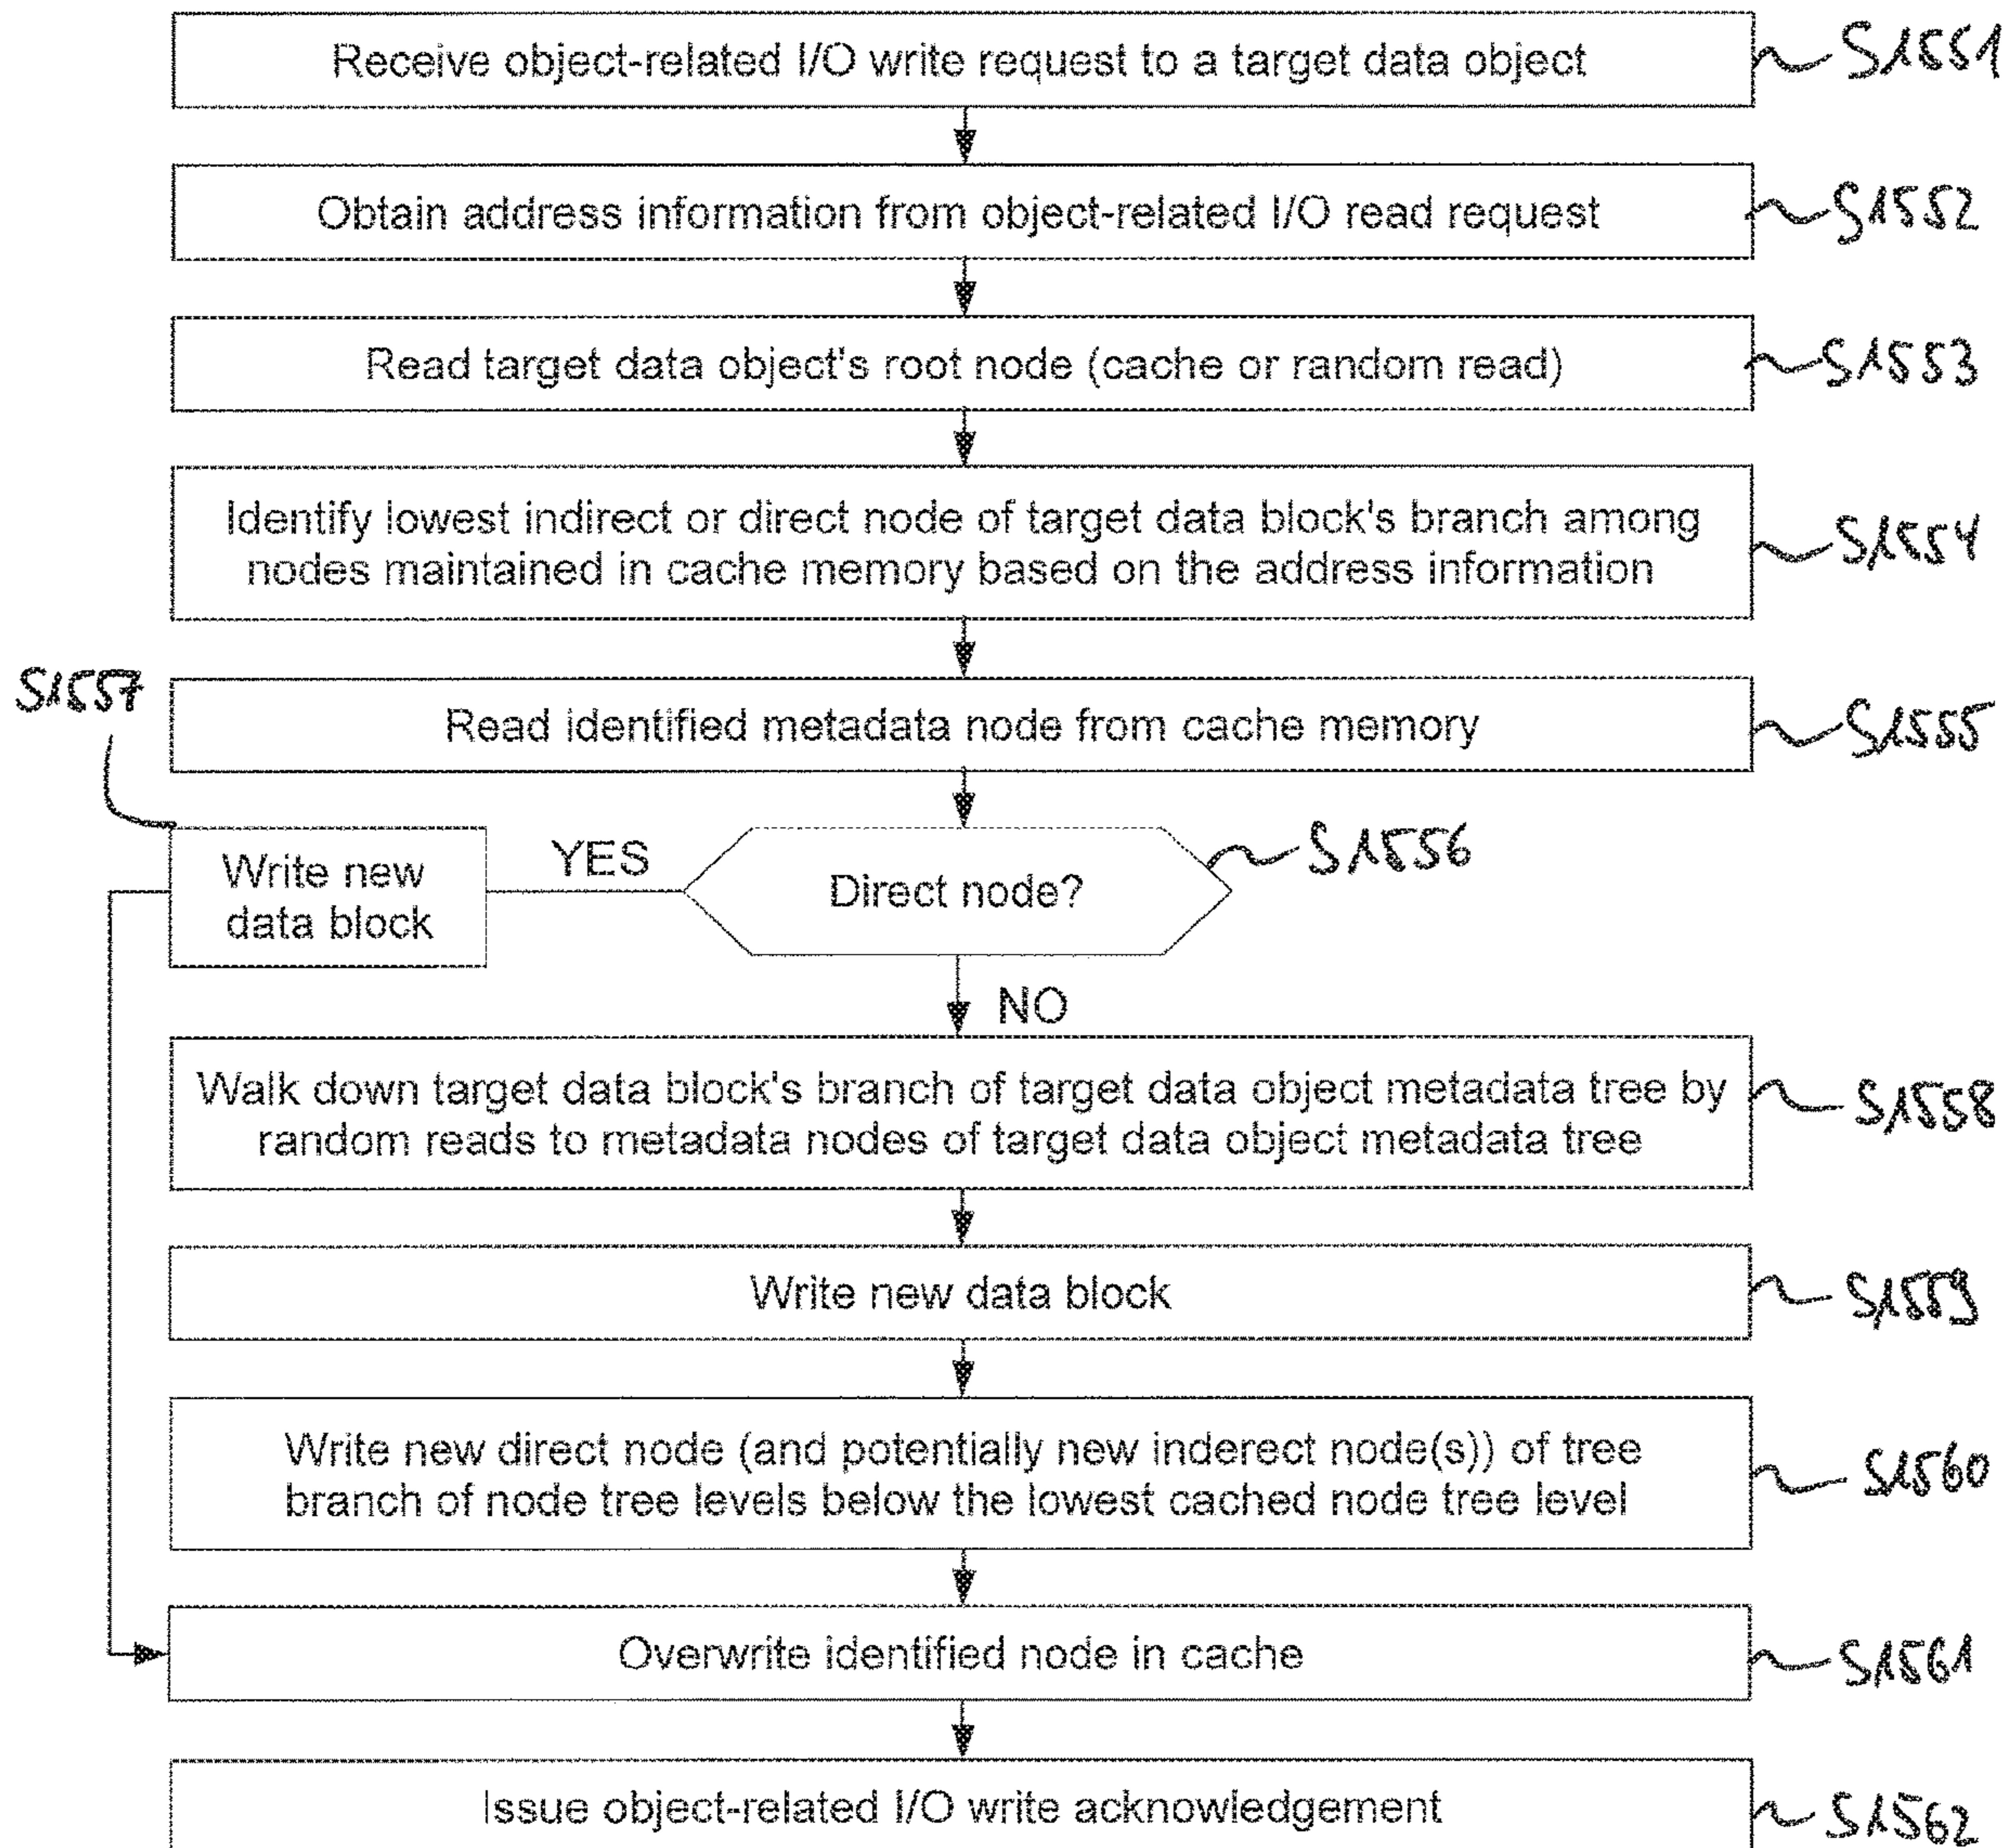 Receive object-related I/O write request to a target data object
S1551
Obtain address information from object-related I/O read request
S1552
Read target data object's root node (cache or random read)
S1553
Identify lowest indirect or direct node of target data block's branch among
nodes maintained in cache memory based on the address information
S1554
S1557
Read identified metadata node from cache memory
S1555
Write new
data block
YES
Direct node?
S1556
NO
Walk down target data block's branch of target data object metadata tree by
random reads to metadata nodes of target data object metadata tree
S1558
Write new data block
S1559
Write new direct node (and potentially new inderect node(s)) of tree
branch of node tree levels below the lowest cached node tree level
S1560
Overwrite identified node in cache
S1561
Issue object-related I/O write acknowledgement
S1562